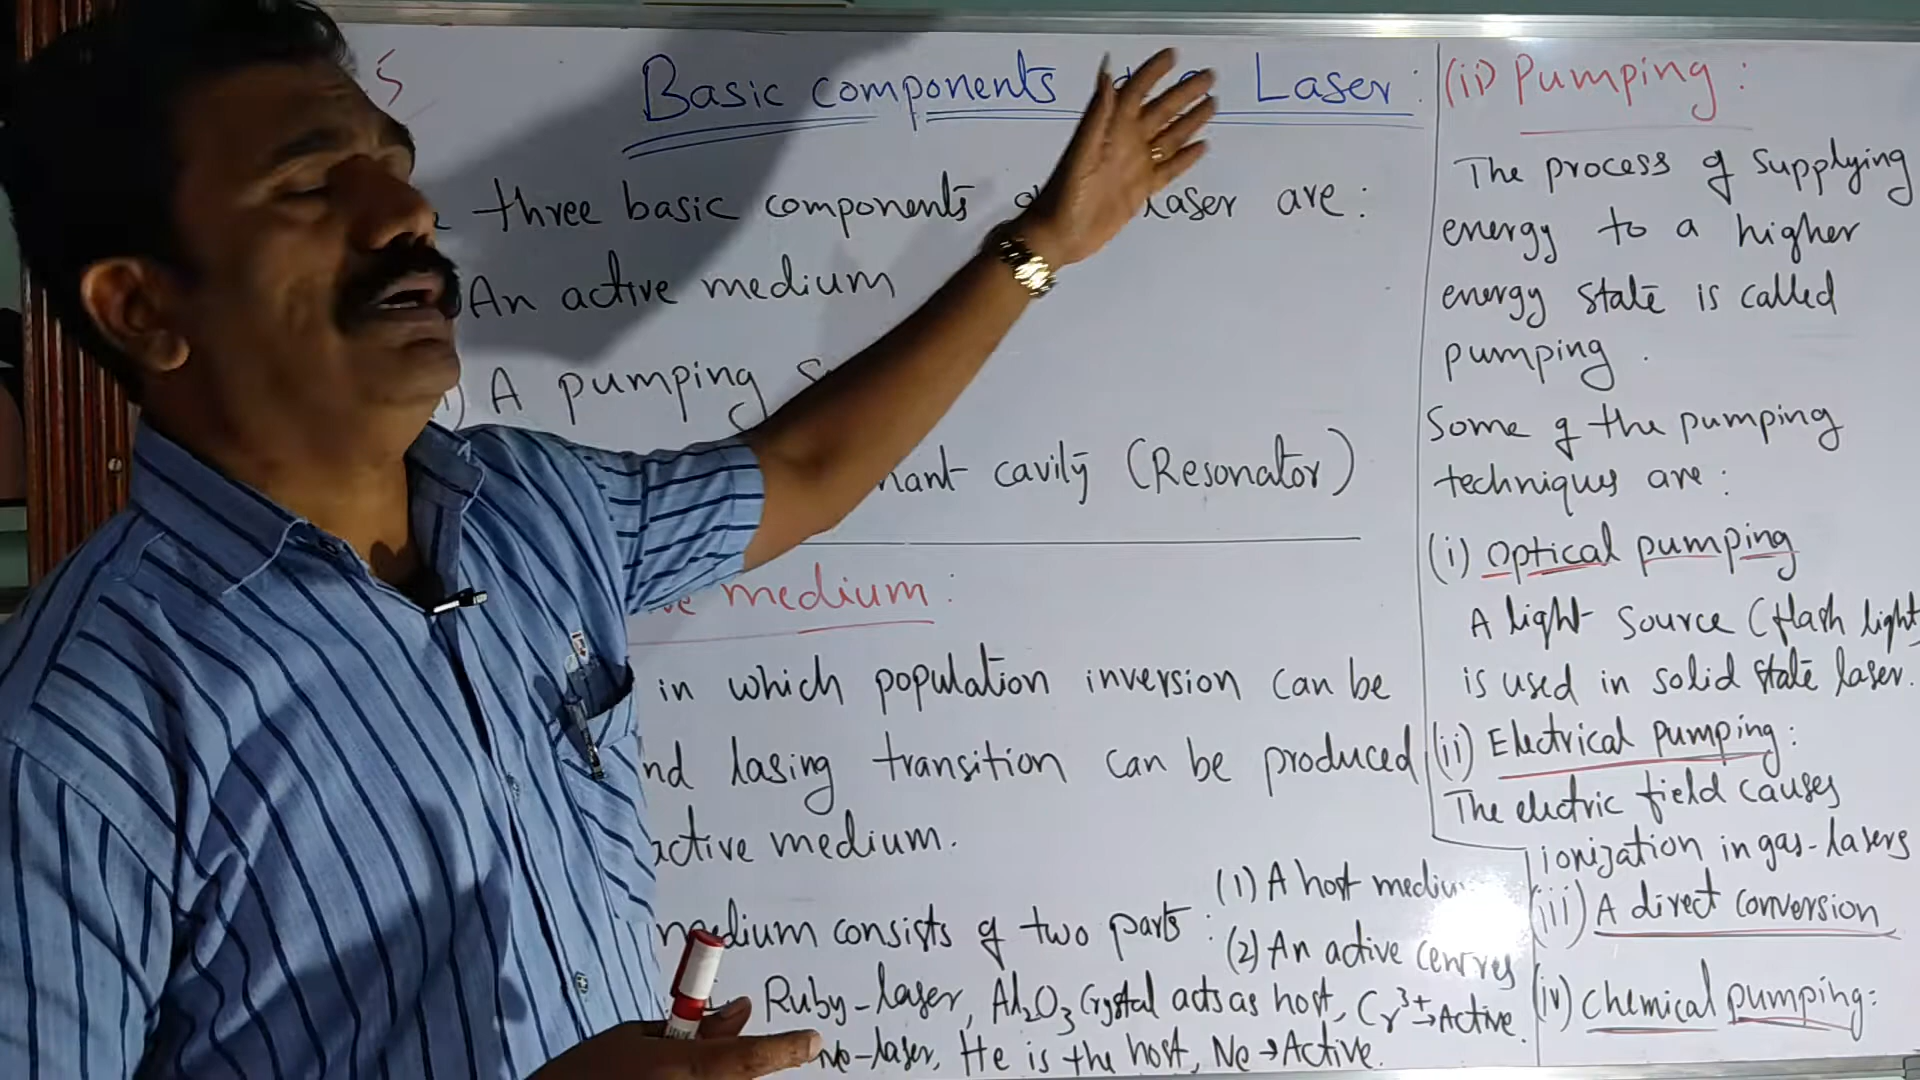 Basic components a Laser:
three basic components Laser are:
An active medium
A pumping
cavity (Resonator)
medium:
in which population inversion can be
lasing transition can be produced
active medium.
medium consists of two parts:
(1) A host medium
(2) An active centres
Ruby-laser, Al₂O₃ Crystal acts as host, Cr³⁺→Active.
Ne-laser, He is the host, Ne→Active.
(ii) Pumping:
The process of supplying
energy to a higher
energy state is called
pumping.
Some of the pumping
techniques are:
(i) Optical pumping
A light source (flash light
is used in solid state laser.
(ii) Electrical pumping:
The electric field causes
ionization in gas-lasers
(iii) A direct conversion
(iv) Chemical pumping: